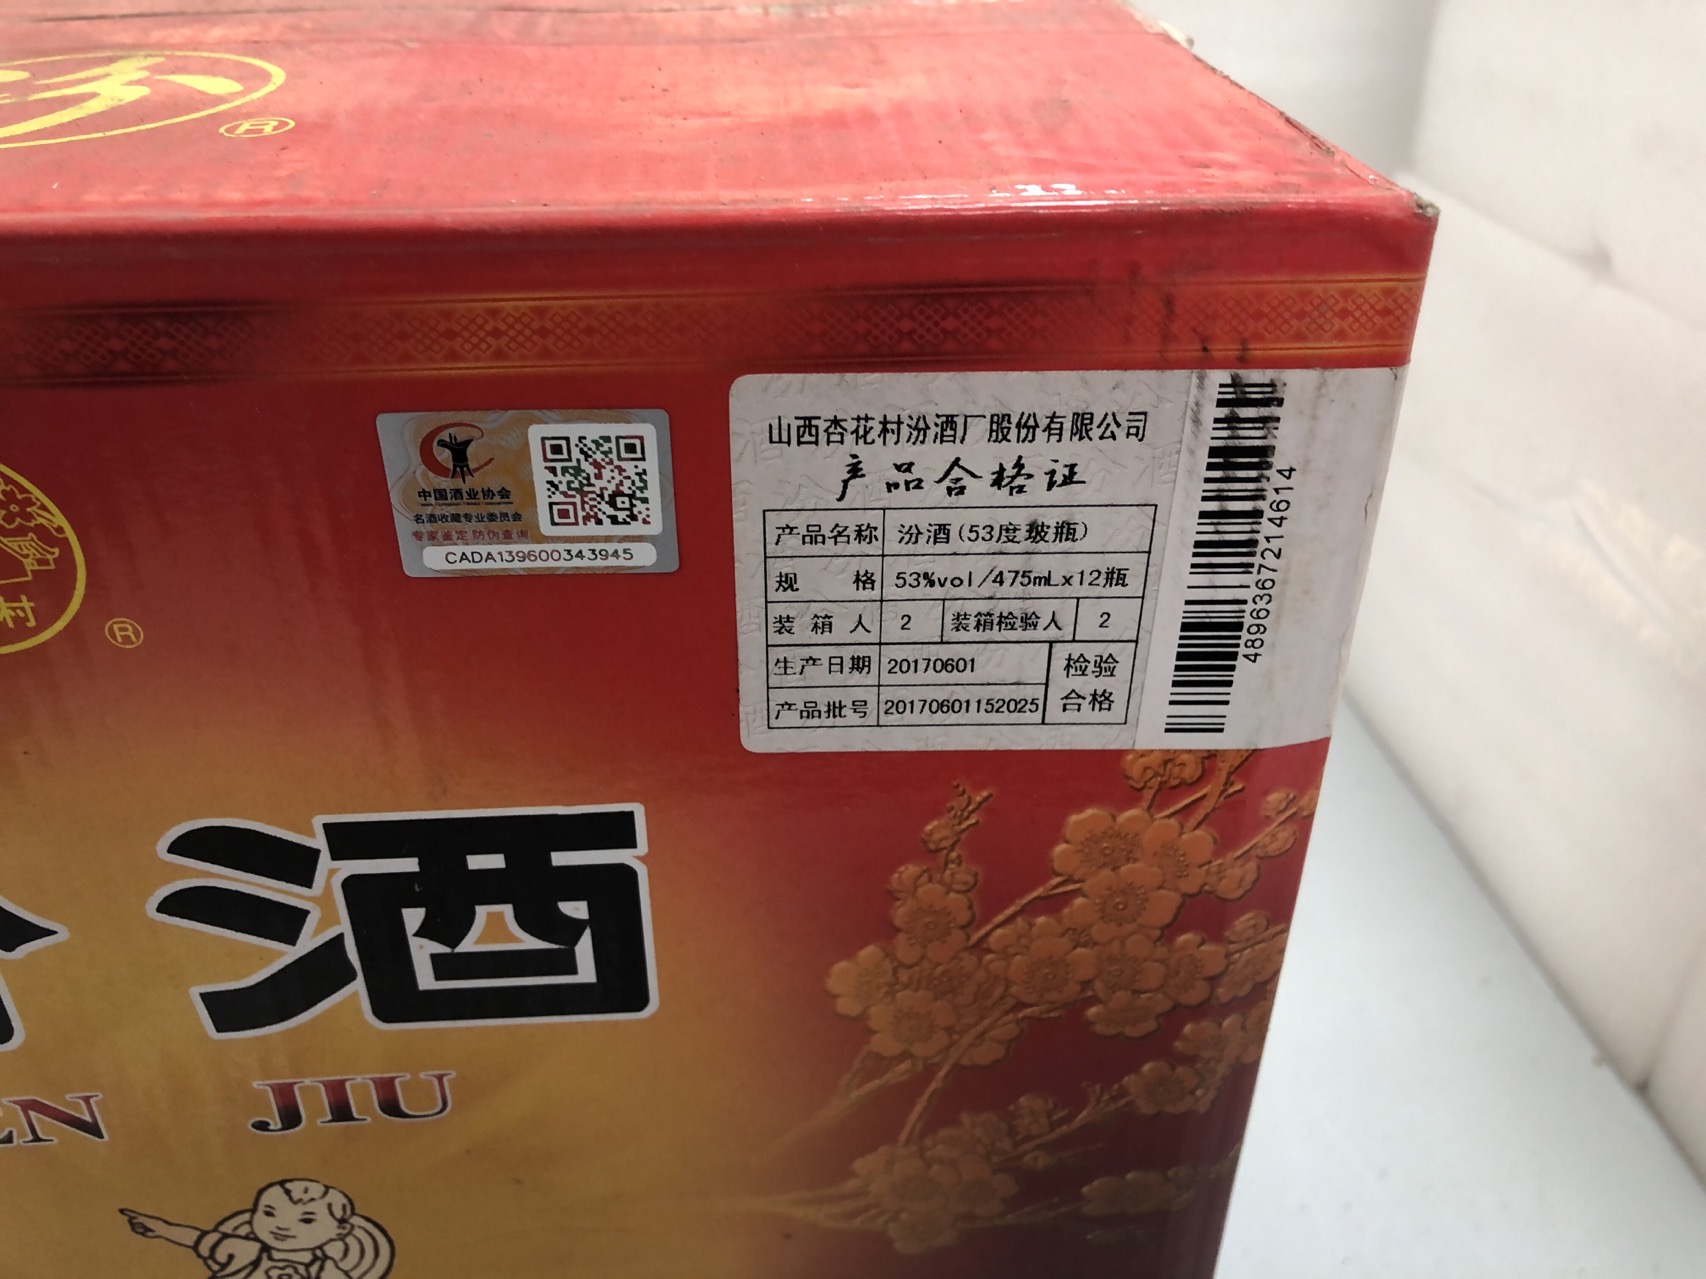 ®
山西杏花村汾酒厂股份有限公司
产品合格证
产品名称 汾酒(53度玻瓶)
规 格 53%vol/475mLx12瓶
装箱人 2 装箱检验人 2
生产日期 20170601 检验
产品批号 20170601152025 合格
4896367214614
中国酒业协会
名酒收藏专业委员会
专家鉴定 防伪查询
CADA139600343945
村
®
酒
EN JIU